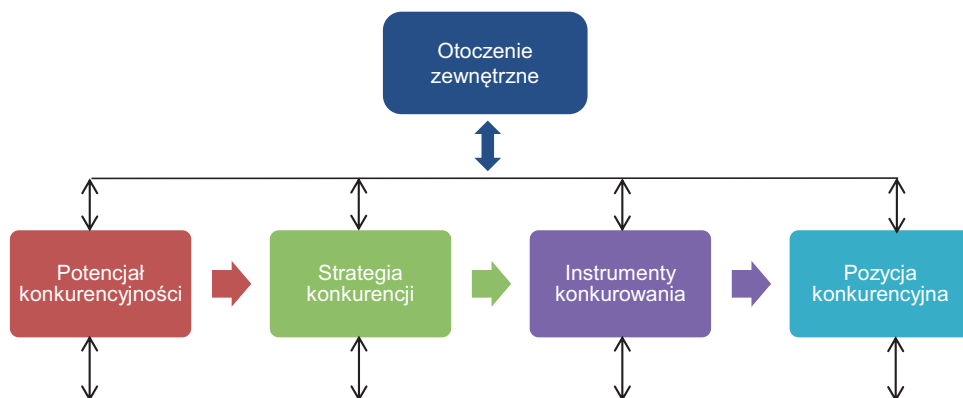 Otoczenie
zewnętrzne
Potencjał
konkurencyjności
Strategia
konkurencji
Instrumenty
konkurowania
Pozycja
konkurencyjna